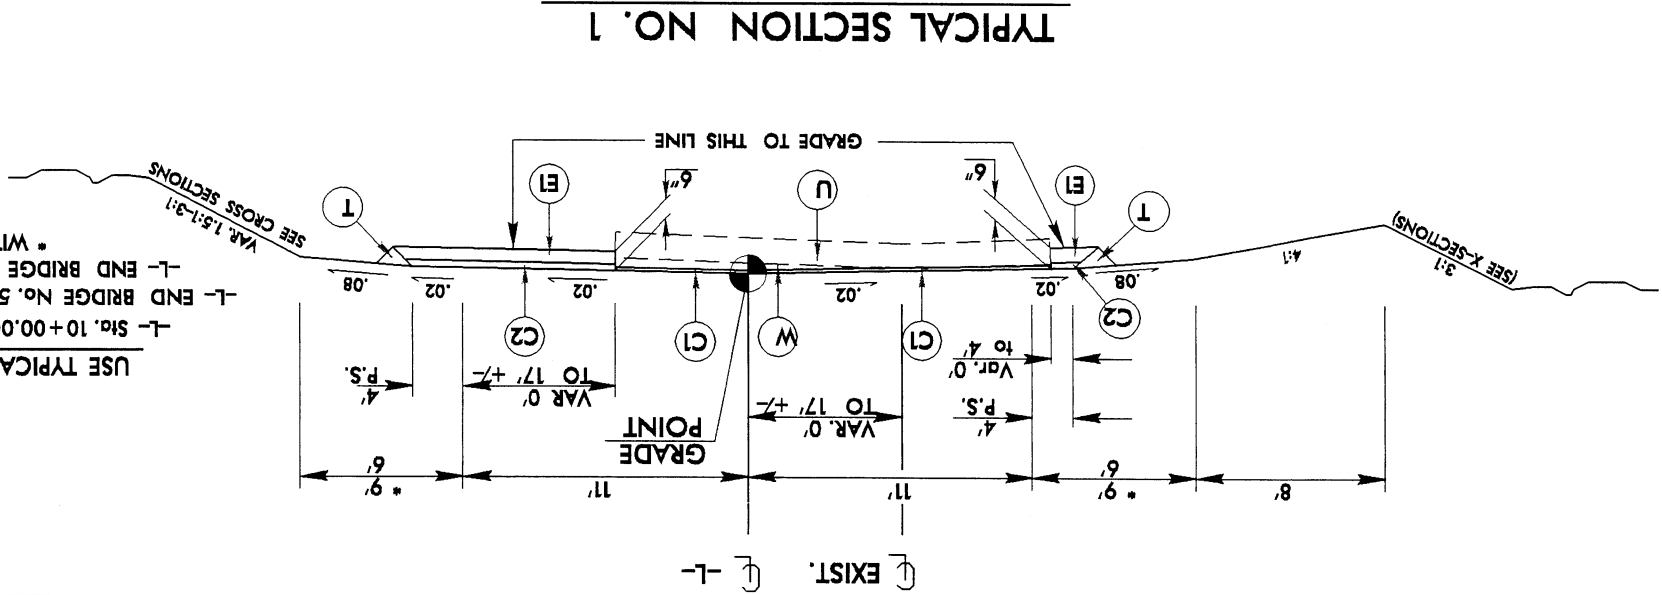 ℄ EXIST.
℄ -L-
8'
* 9'
6'
11'
11'
* 9'
6'
GRADE
POINT
4'
P.S.
VAR. 0'
TO 17' +/-
VAR 0'
TO 17' +/-
4'
P.S.
USE TYPICA
-L- Sta. 10+00.0
-L- END BRIDGE No. 5
-L- END BRIDGE
* WI
Var. 0'
to 4'
C2
C1
W
C1
C2
(SEE X-SECTIONS)
3:1
4:1
.08
.02
.02
.02
.02
.08
VAR. 1.5:1-3:1
SEE CROSS SECTIONS
T
E1
6"
U
6"
E1
T
GRADE TO THIS LINE
TYPICAL SECTION NO. 1